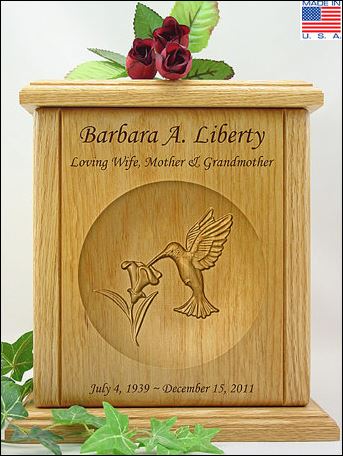 MADE IN
U. S. A.
Barbara A. Liberty
Loving Wife, Mother & Grandmother
July 4, 1939 ~ December 15, 2011